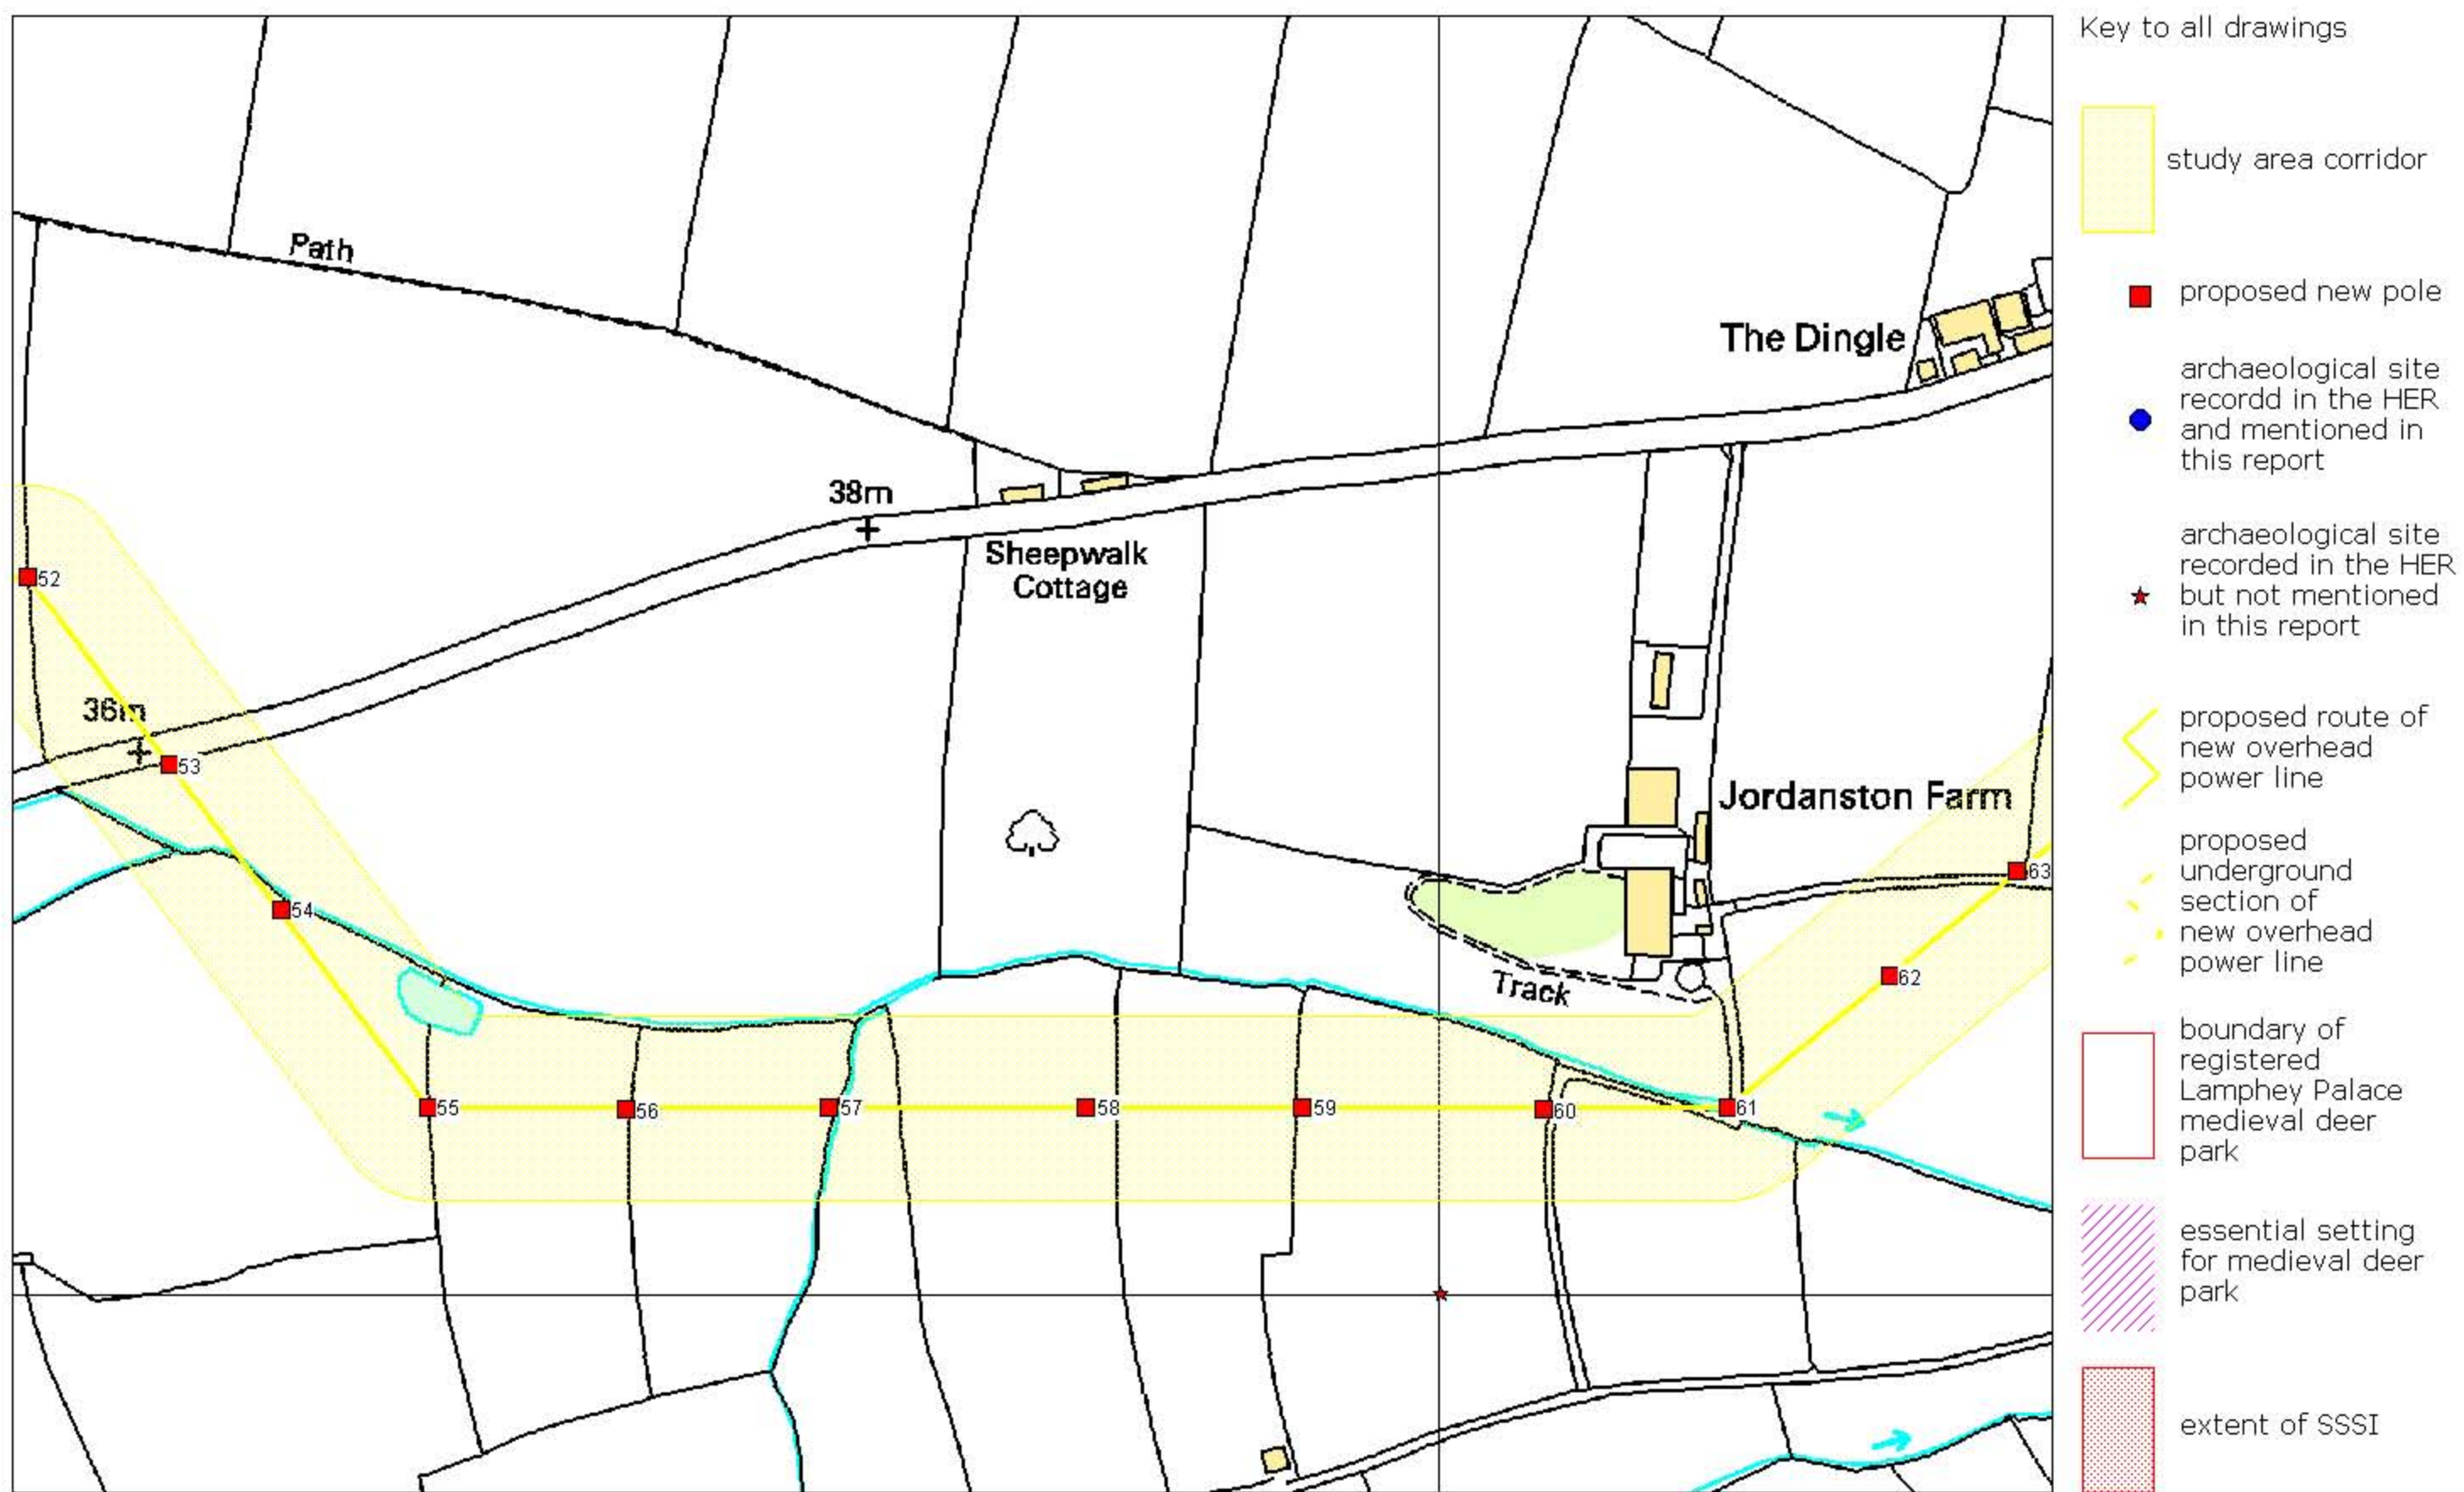 Key to all drawings
study area corridor
proposed new pole
archaeological site
recordd in the HER
and mentioned in
this report
archaeological site
recorded in the HER
but not mentioned
in this report
proposed route of
new overhead
power line
proposed
underground
section of
new overhead
power line
boundary of
registered
Lamphey Palace
medieval deer
park
essential setting
for medieval deer
park
extent of SSSI
Path
The Dingle
38m
Sheepwalk
Cottage
52
36m
53
Jordanston Farm
63
54
62
Track
55
56
57
58
59
60
61